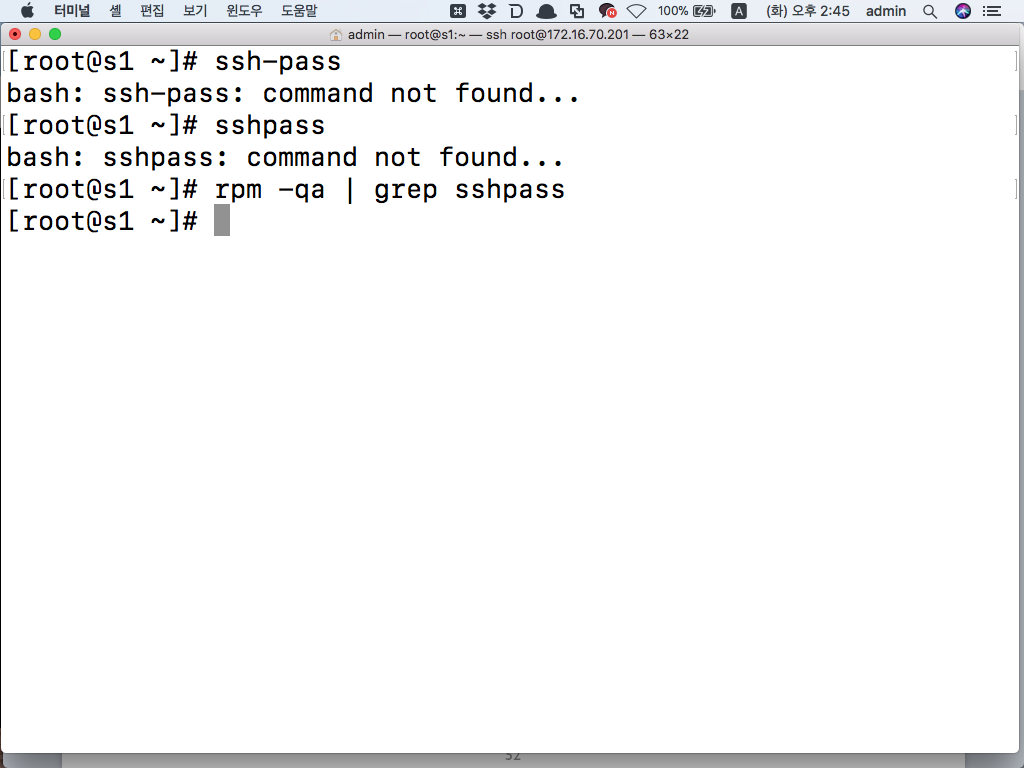 터미널 셸 편집 보기 윈도우 도움말 100% A (화) 오후 2:45 admin
admin — root@s1:~ — ssh root@172.16.70.201 — 63×22
[root@s1 ~]# ssh-pass
bash: ssh-pass: command not found...
[root@s1 ~]# sshpass
bash: sshpass: command not found...
[root@s1 ~]# rpm -qa | grep sshpass
[root@s1 ~]#
52